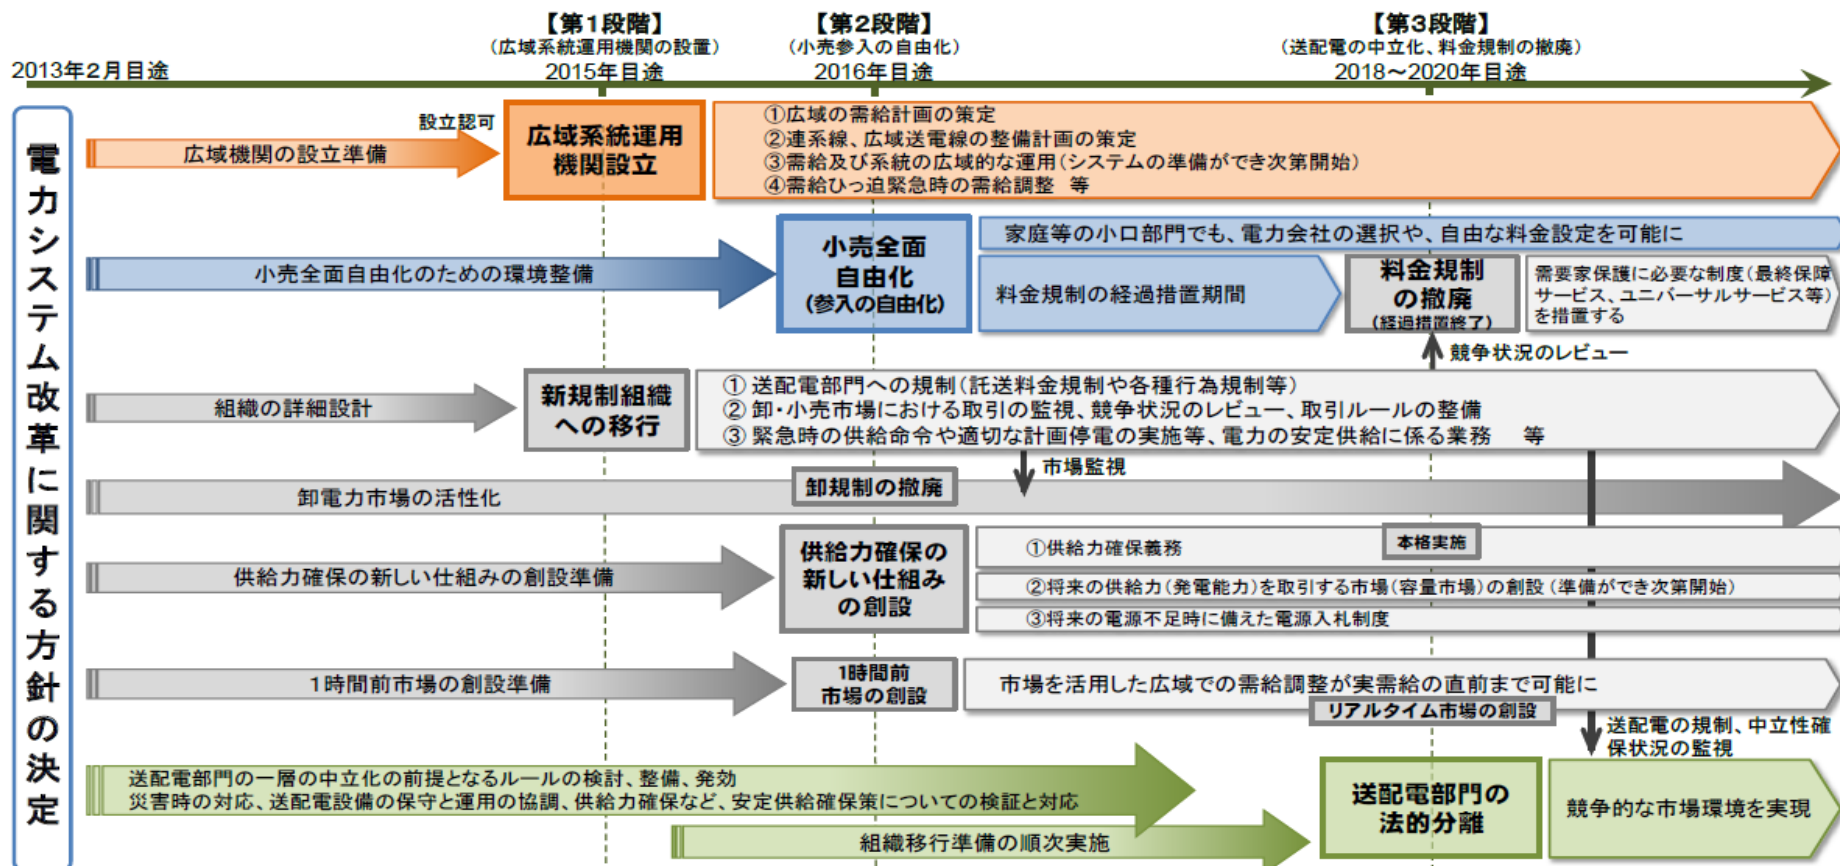 【第1段階】
(広域系統運用機関の設置)
2015年目途
【第2段階】
(小売参入の自由化)
2016年目途
【第3段階】
(送配電の中立化、料金規制の撤廃)
2018～2020年目途
2013年2月目途
電力システム改革に関する方針の決定
広域機関の設立準備
設立認可
広域系統運用
機関設立
①広域の需給計画の策定
②連系線、広域送電線の整備計画の策定
③需給及び系統の広域的な運用(システムの準備ができ次第開始)
④需給ひっ迫緊急時の需給調整 等
小売全面自由化のための環境整備
小売全面
自由化
(参入の自由化)
家庭等の小口部門でも、電力会社の選択や、自由な料金設定を可能に
料金規制の経過措置期間
料金規制
の撤廃
(経過措置終了)
需要家保護に必要な制度(最終保障
サービス、ユニバーサルサービス等)
を措置する
競争状況のレビュー
組織の詳細設計
新規制組織
への移行
① 送配電部門への規制(託送料金規制や各種行為規制等)
② 卸・小売市場における取引の監視、競争状況のレビュー、取引ルールの整備
③ 緊急時の供給命令や適切な計画停電の実施等、電力の安定供給に係る業務 等
市場監視
卸電力市場の活性化
卸規制の撤廃
供給力確保の新しい仕組みの創設準備
供給力確保の
新しい仕組み
の創設
①供給力確保義務
本格実施
②将来の供給力(発電能力)を取引する市場(容量市場)の創設(準備ができ次第開始)
③将来の電源不足時に備えた電源入札制度
1時間前市場の創設準備
1時間前
市場の創設
市場を活用した広域での需給調整が実需給の直前まで可能に
リアルタイム市場の創設
送配電の規制、中立性確
保状況の監視
送配電部門の一層の中立化の前提となるルールの検討、整備、発効
災害時の対応、送配電設備の保守と運用の協調、供給力確保など、安定供給確保策についての検証と対応
組織移行準備の順次実施
送配電部門の
法的分離
競争的な市場環境を実現